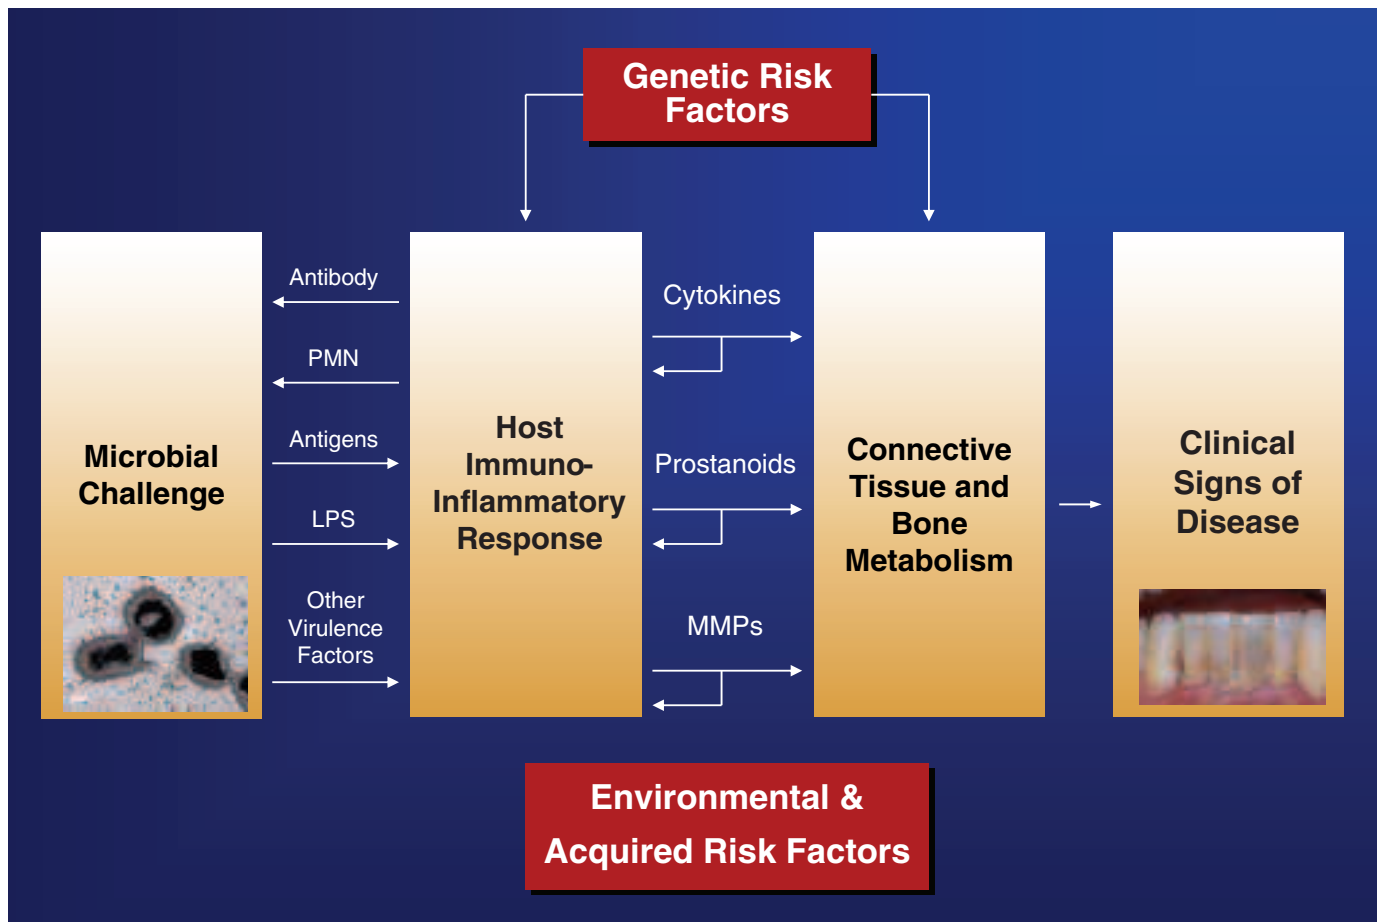 Genetic Risk
Factors
Microbial
Challenge
Antibody
PMN
Antigens
LPS
Other
Virulence
Factors
Host
Immuno-
Inflammatory
Response
Cytokines
Prostanoids
MMPs
Connective
Tissue and
Bone
Metabolism
Clinical
Signs of
Disease
Environmental &
Acquired Risk Factors